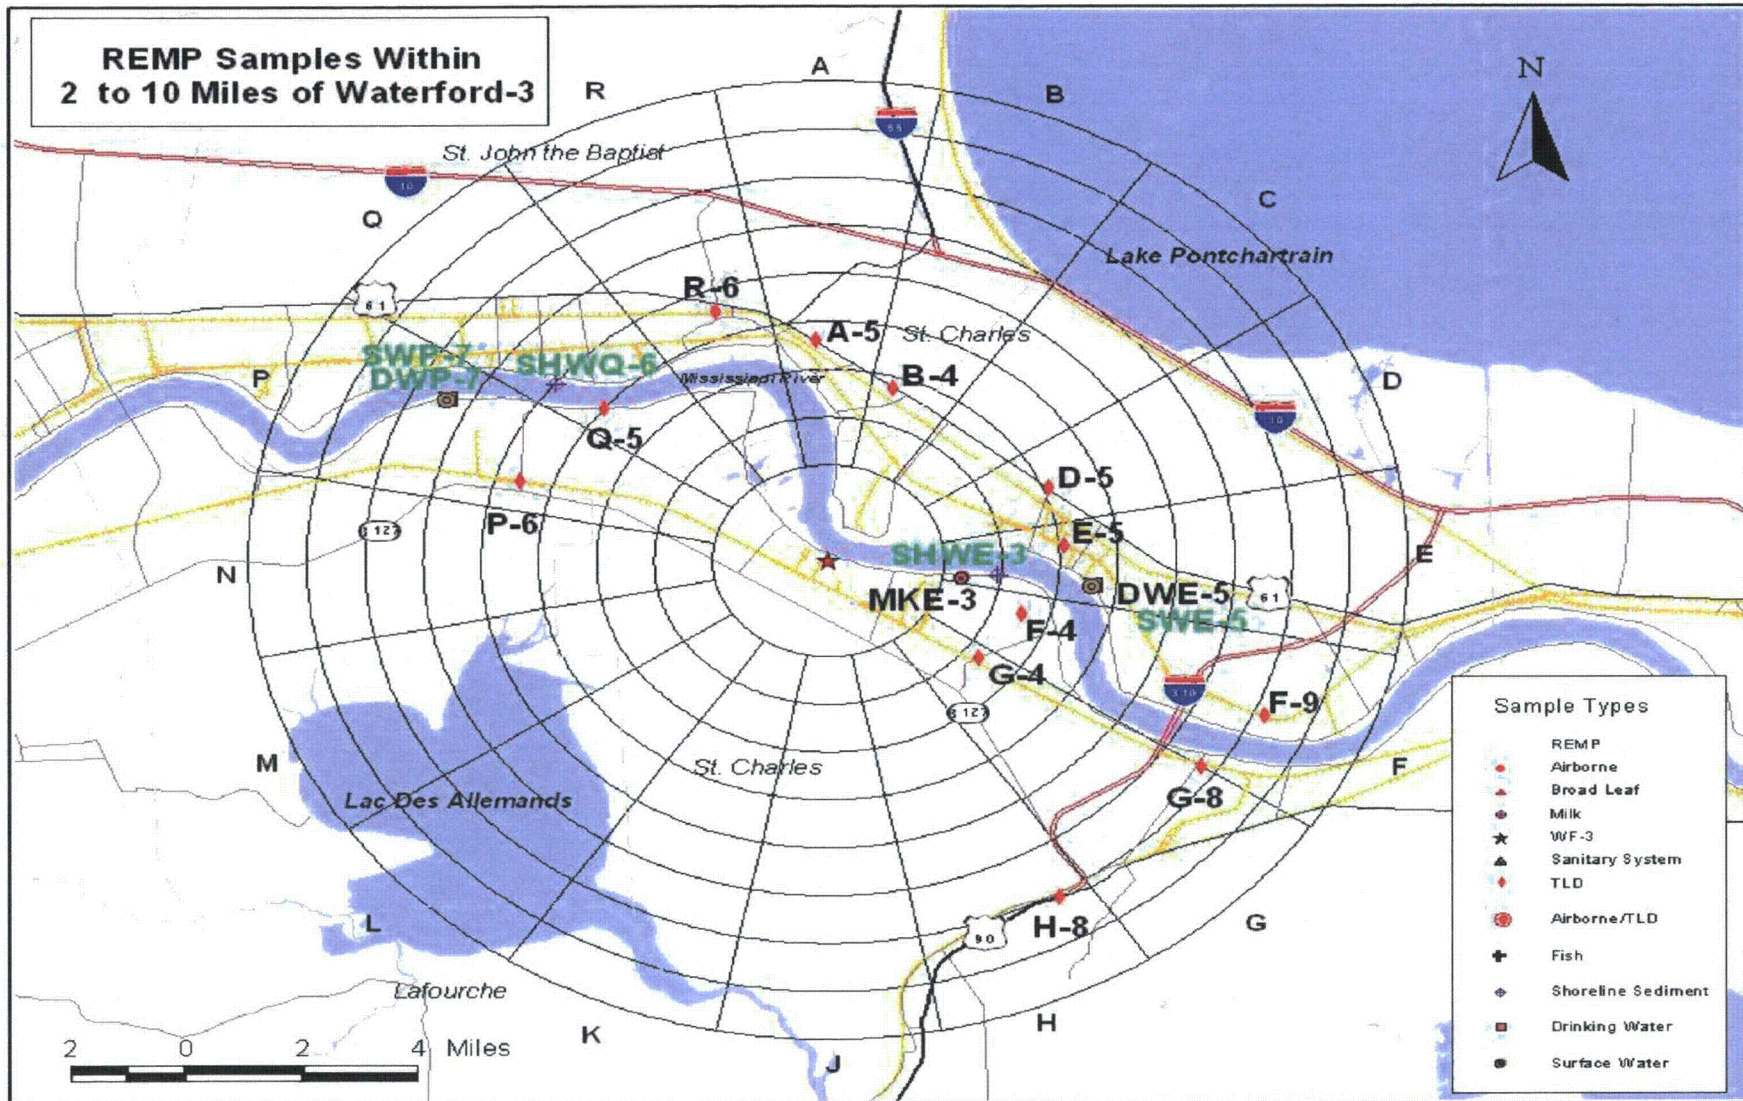 REMP Samples Within
2 to 10 Miles of Waterford-3
A
R
B
N
55
St. John the Baptist
10
Q
C
Lake Pontchartrain
61
R-6
A-5
St. Charles
SWP-7
DWP-7
SHWQ-6
P
Mississippi River
B-4
D
10
Q-5
D-5
P-6
127
E-5
SHWE-3
E
N
MKE-3
DWE-5
61
SWE-5
F-4
G-4
310
F-9
127
M
St. Charles
F
Lac Des Allemands
G-8
L
90
H-8
G
Lafourche
K
H
J
2 0 2 4 Miles
Sample Types
REMP
Airborne
Broad Leaf
Milk
WF-3
Sanitary System
TLD
Airborne/TLD
Fish
Shoreline Sediment
Drinking Water
Surface Water